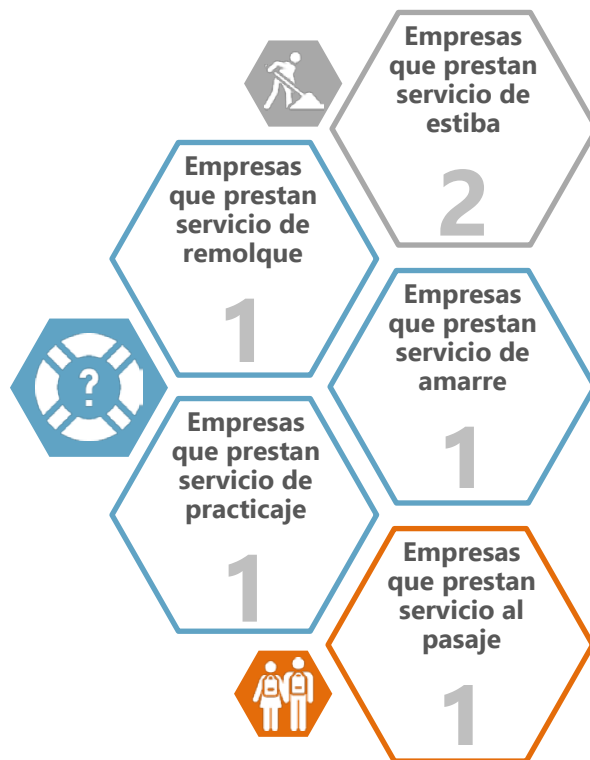 Empresas
que prestan
servicio de
estiba
2
Empresas
que prestan
servicio de
remolque
1
Empresas
que prestan
servicio de
amarre
1
?
Empresas
que prestan
servicio de
practicaje
1
Empresas
que prestan
servicio al
pasaje
1